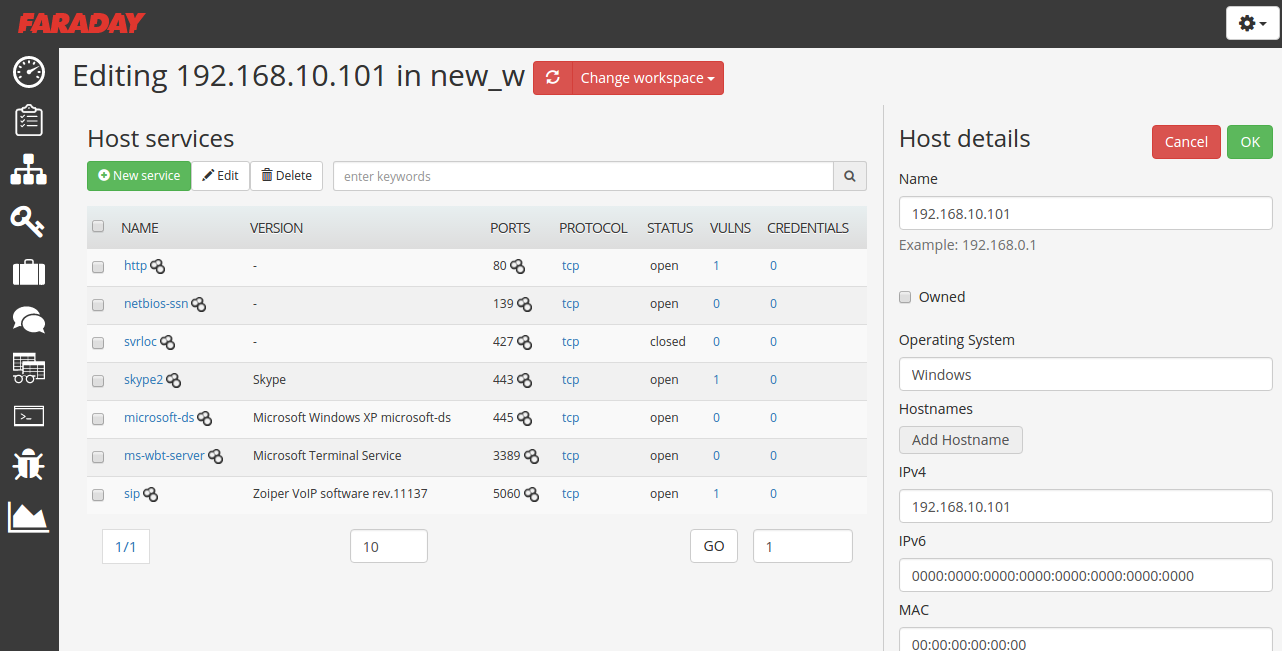 FARADAY
Editing 192.168.10.101 in new_w
Change workspace
Host services
New service
Edit
Delete
enter keywords
NAME VERSION PORTS PROTOCOL STATUS VULNS CREDENTIALS
http - 80 tcp open 1 0
netbios-ssn - 139 tcp open 0 0
svrloc - 427 tcp closed 0 0
skype2 Skype 443 tcp open 1 0
microsoft-ds Microsoft Windows XP microsoft-ds 445 tcp open 0 0
ms-wbt-server Microsoft Terminal Service 3389 tcp open 0 0
sip Zoiper VoIP software rev.11137 5060 tcp open 1 0
1/1 10 GO 1
Host details
Cancel
OK
Name
192.168.10.101
Example: 192.168.0.1
Owned
Operating System
Windows
Hostnames
Add Hostname
IPv4
192.168.10.101
IPv6
0000:0000:0000:0000:0000:0000:0000:0000
MAC
00:00:00:00:00:00